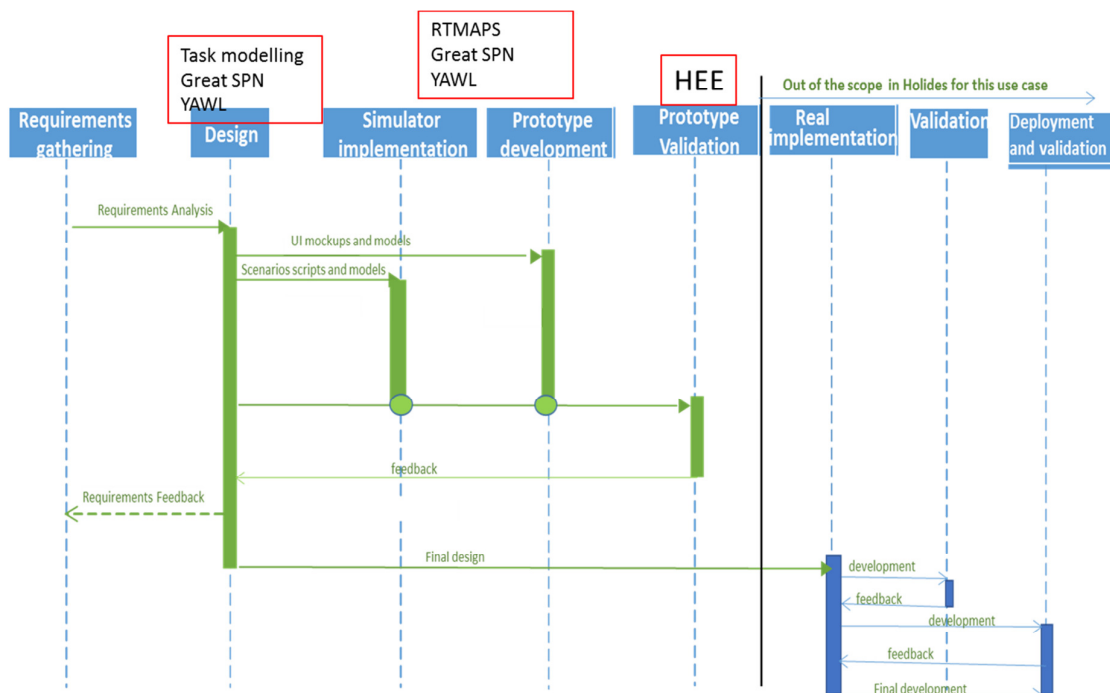 RTMAPS
Great SPN
YAWL
Task modelling
Great SPN
YAWL
HEE
Out of the scope in Holides for this use case
Requirements
gathering
Design
Simulator
implementation
Prototype
development
Prototype
Validation
Real
implementation
Validation
Deployment
and validation
Requirements Analysis
UI mockups and models
Scenarios scripts and models
feedback
Requirements Feedback
Final design
development
feedback
development
feedback
Final development